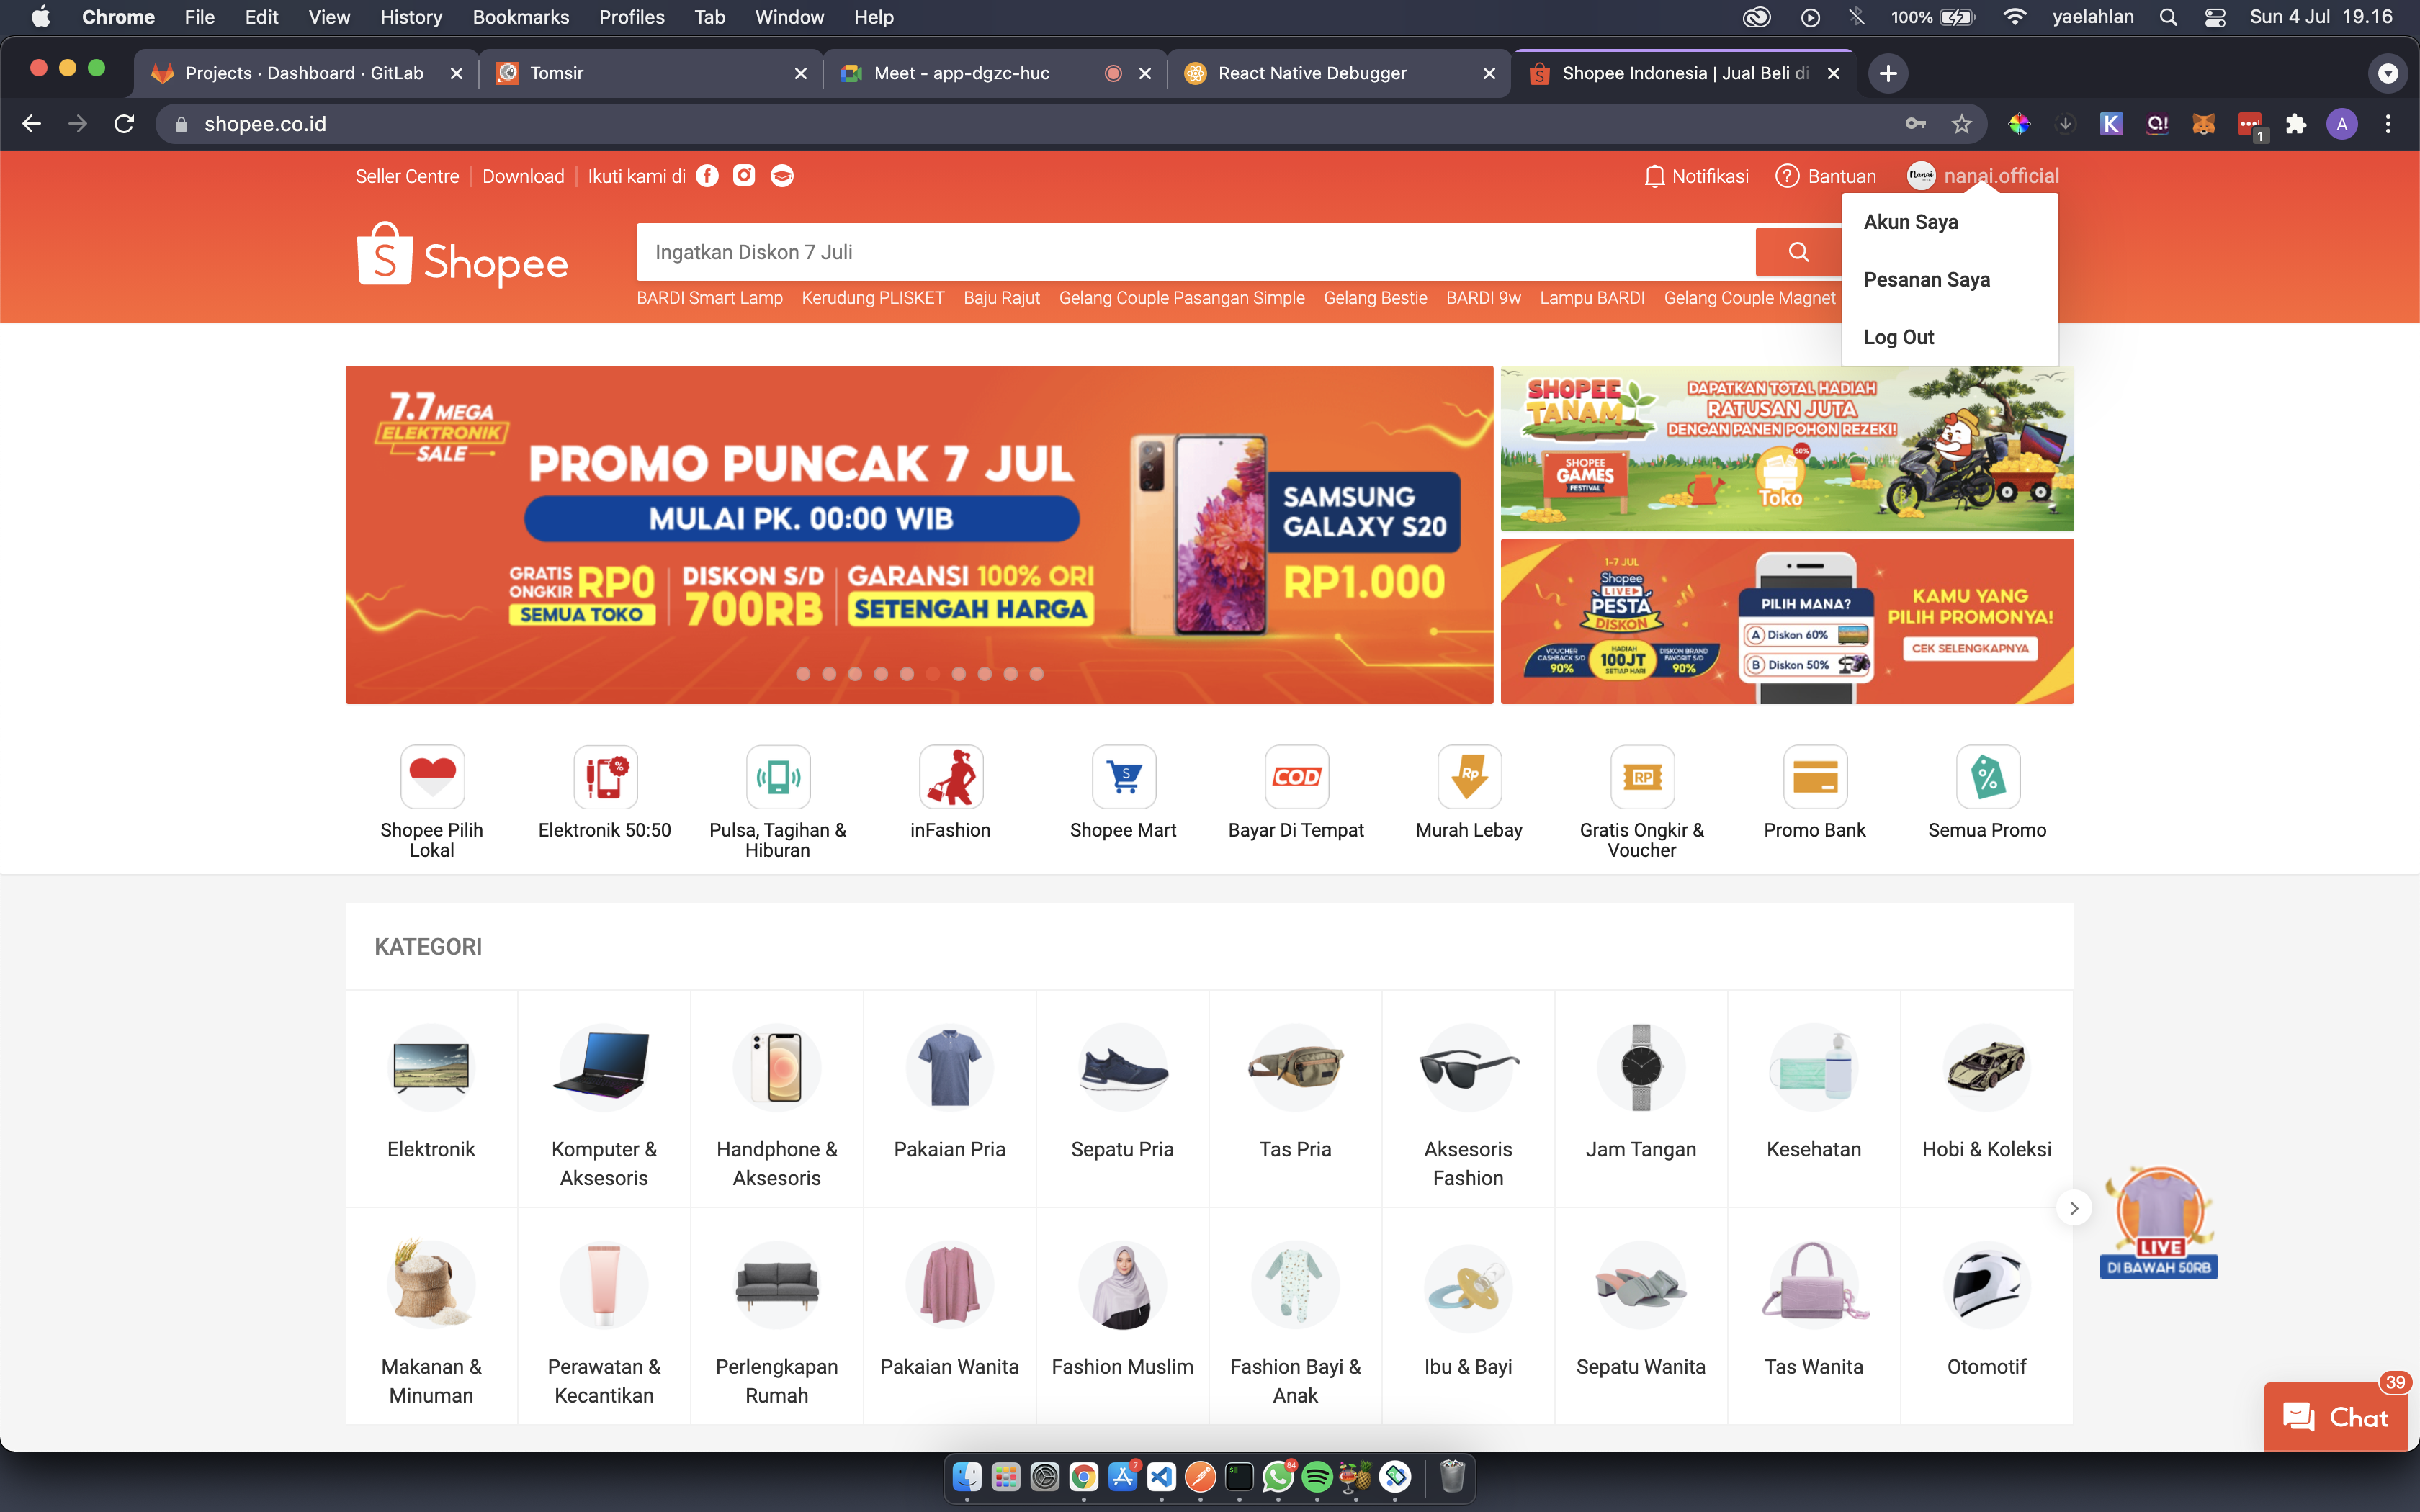 Chrome File Edit View History Bookmarks Profiles Tab Window Help
100% yaelahlan Sun 4 Jul 19.16
Projects · Dashboard · GitLab
Tomsir
Meet - app-dgzc-huc
React Native Debugger
Shopee Indonesia | Jual Beli di
shopee.co.id
1
A
Seller Centre Download Ikuti kami di
Notifikasi Bantuan nanai.official
Akun Saya
Pesanan Saya
Log Out
Shopee
Ingatkan Diskon 7 Juli
BARDI Smart Lamp Kerudung PLISKET Baju Rajut Gelang Couple Pasangan Simple Gelang Bestie BARDI 9w Lampu BARDI Gelang Couple Magnet
7.7 MEGA
ELEKTRONIK
SALE
PROMO PUNCAK 7 JUL
MULAI PK. 00:00 WIB
GRATIS ONGKIR RP0
SEMUA TOKO
DISKON S/D
700RB
GARANSI 100% ORI
SETENGAH HARGA
SAMSUNG
GALAXY S20
RP1.000
SHOPEE
TANAM
SHOPEE
GAMES
FESTIVAL
DAPATKAN TOTAL HADIAH
RATUSAN JUTA
DENGAN PANEN POHON REZEKI!
50%
Toko
1-7 JUL
Shopee
LIVE
PESTA
DISKON
VOUCHER
CASHBACK S/D
90%
HADIAH
100JT
SETIAP HARI
DISKON BRAND
FAVORIT S/D
90%
PILIH MANA?
A Diskon 60%
B Diskon 50%
KAMU YANG
PILIH PROMONYA!
CEK SELENGKAPNYA
COD
Rp
RP
Shopee Pilih
Lokal
Elektronik 50:50
Pulsa, Tagihan &
Hiburan
inFashion
Shopee Mart
Bayar Di Tempat
Murah Lebay
Gratis Ongkir &
Voucher
Promo Bank
Semua Promo
KATEGORI
Elektronik
Komputer &
Aksesoris
Handphone &
Aksesoris
Pakaian Pria
Sepatu Pria
Tas Pria
Aksesoris
Fashion
Jam Tangan
Kesehatan
Hobi & Koleksi
Makanan &
Minuman
Perawatan &
Kecantikan
Perlengkapan
Rumah
Pakaian Wanita
Fashion Muslim
Fashion Bayi &
Anak
Ibu & Bayi
Sepatu Wanita
Tas Wanita
Otomotif
LIVE
DI BAWAH 50RB
39
Chat
7
84